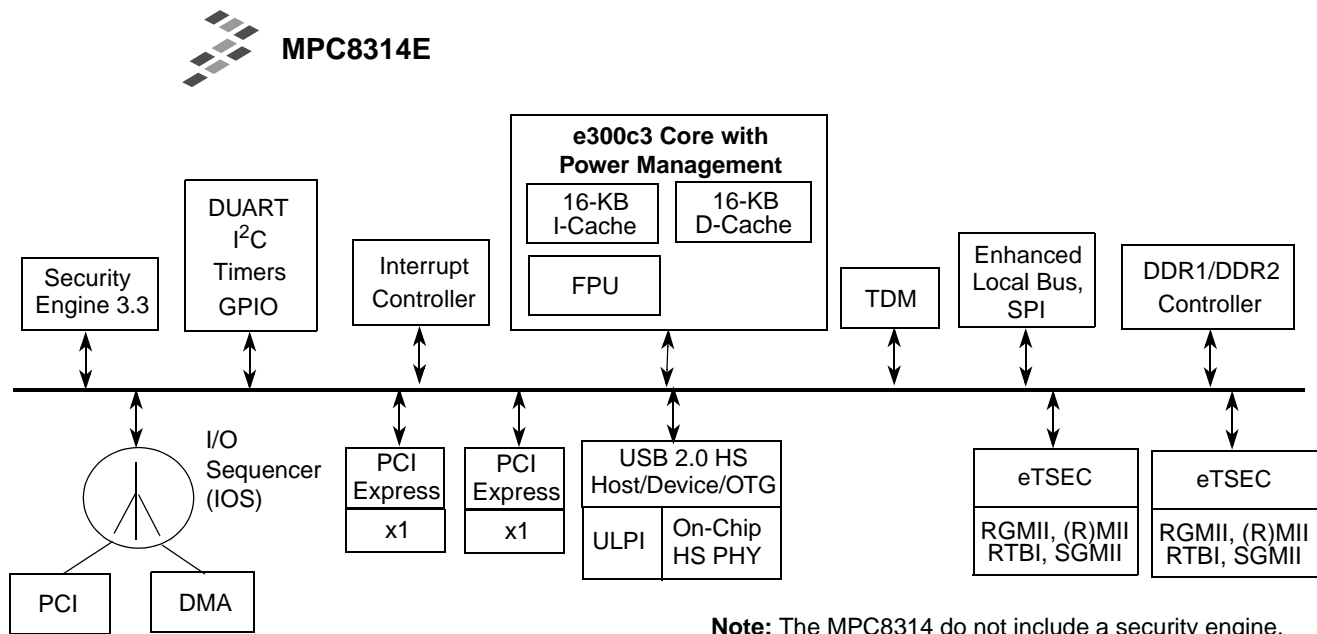 MPC8314E
e300c3 Core with
Power Management
16-KB
I-Cache
16-KB
D-Cache
FPU
DUART
I²C
Timers
GPIO
Security
Engine 3.3
Interrupt
Controller
TDM
Enhanced
Local Bus,
SPI
DDR1/DDR2
Controller
I/O
Sequencer
(IOS)
PCI
DMA
PCI
Express
x1
PCI
Express
x1
USB 2.0 HS
Host/Device/OTG
ULPI
On-Chip
HS PHY
eTSEC
RGMII, (R)MII
RTBI, SGMII
eTSEC
RGMII, (R)MII
RTBI, SGMII
Note: The MPC8314 do not include a security engine.